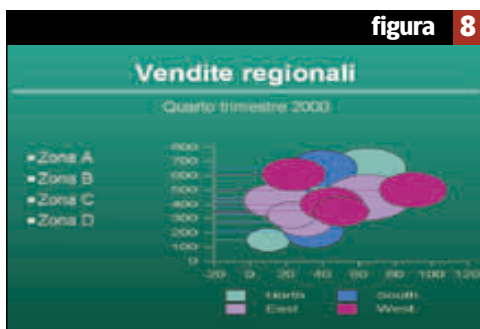 figura 8
Vendite regionali
Quarto trimestre 2000
Zona A
Zona B
Zona C
Zona D
800
700
600
500
400
300
200
100
0
-20 0 20 40 60 80 100 120
North South
East West